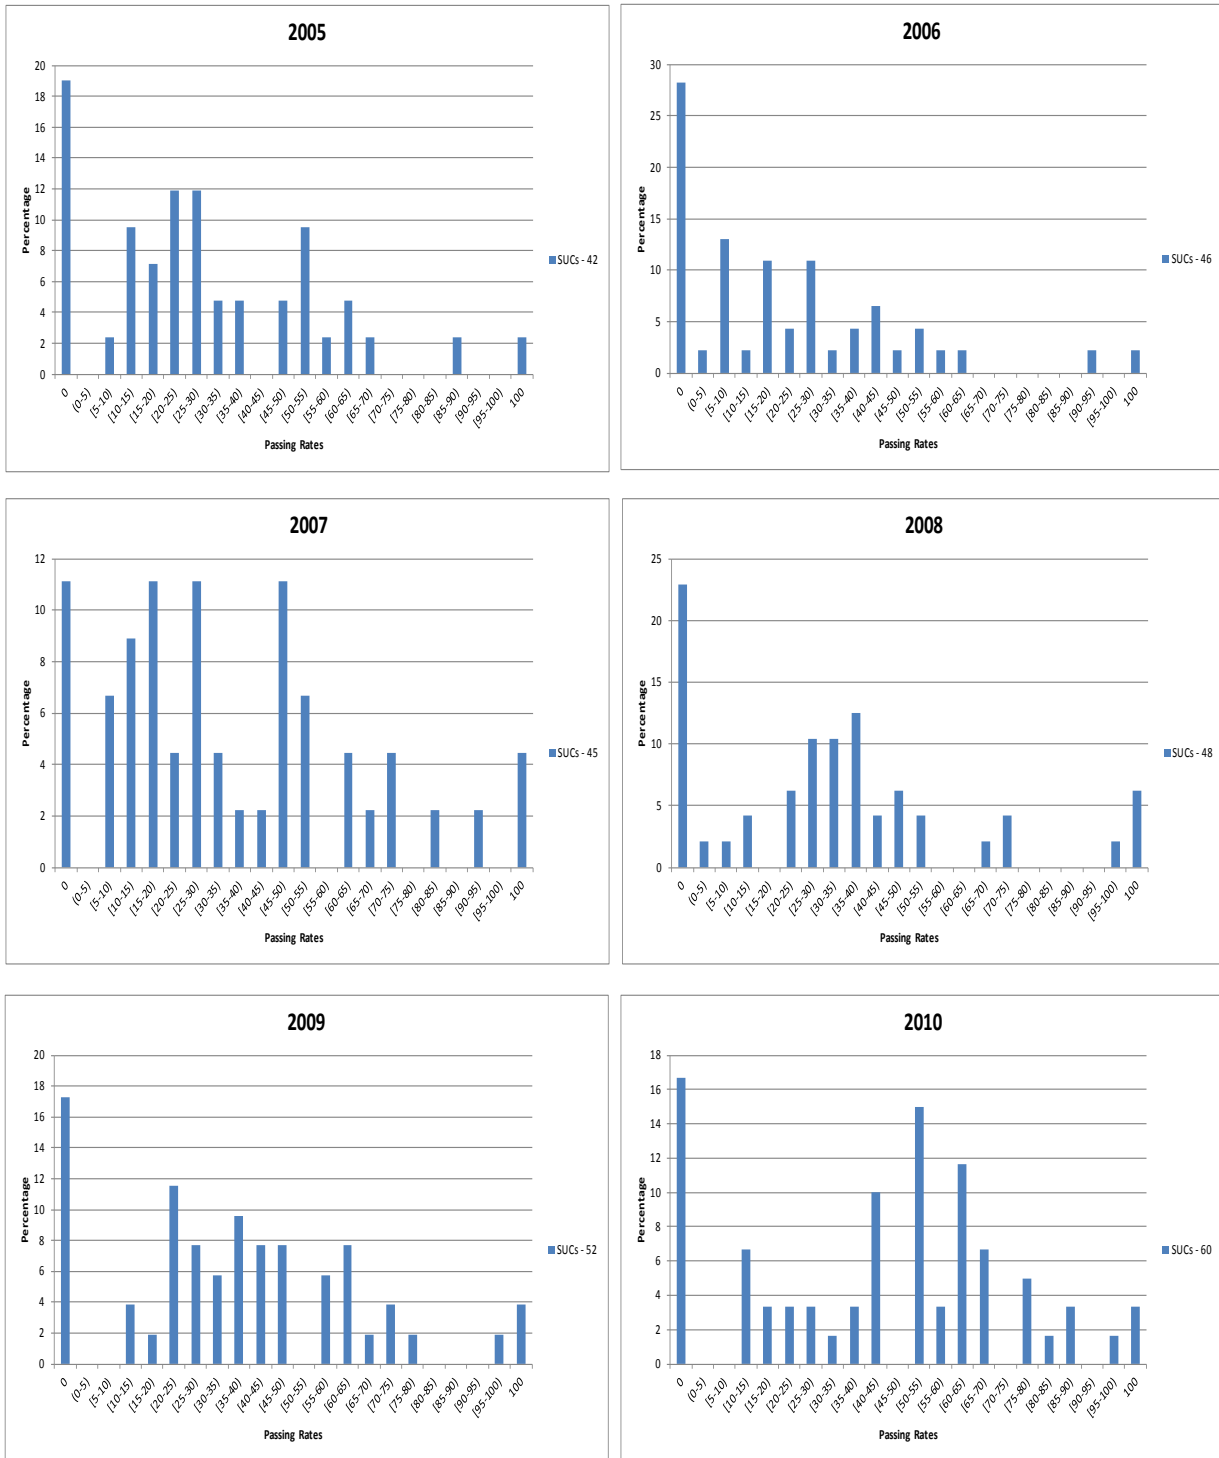 2005
20
18
16
14
12
10
8
6
4
2
0
Percentage
0 (0-5) [5-10) [10-15) [15-20) [20-25) [25-30) [30-35) [35-40) [40-45) [45-50) [50-55) [55-60) [60-65) [65-70) [70-75) [75-80) [80-85) [85-90) [90-95) [95-100) 100
Passing Rates
SUCs - 42
2006
30
25
20
15
10
5
0
Percentage
0 (0-5) [5-10) [10-15) [15-20) [20-25) [25-30) [30-35) [35-40) [40-45) [45-50) [50-55) [55-60) [60-65) [65-70) [70-75) [75-80) [80-85) [85-90) [90-95) [95-100) 100
Passing Rates
SUCs - 46
2007
12
10
8
6
4
2
0
Percentage
0 (0-5) [5-10) [10-15) [15-20) [20-25) [25-30) [30-35) [35-40) [40-45) [45-50) [50-55) [55-60) [60-65) [65-70) [70-75) [75-80) [80-85) [85-90) [90-95) [95-100) 100
Passing Rates
SUCs - 45
2008
25
20
15
10
5
0
Percentage
0 (0-5) [5-10) [10-15) [15-20) [20-25) [25-30) [30-35) [35-40) [40-45) [45-50) [50-55) [55-60) [60-65) [65-70) [70-75) [75-80) [80-85) [85-90) [90-95) [95-100) 100
Passing Rates
SUCs - 48
2009
20
18
16
14
12
10
8
6
4
2
0
Percentage
0 (0-5) [5-10) [10-15) [15-20) [20-25) [25-30) [30-35) [35-40) [40-45) [45-50) [50-55) [55-60) [60-65) [65-70) [70-75) [75-80) [80-85) [85-90) [90-95) [95-100) 100
Passing Rates
SUCs - 52
2010
18
16
14
12
10
8
6
4
2
0
Percentage
0 (0-5) [5-10) [10-15) [15-20) [20-25) [25-30) [30-35) [35-40) [40-45) [45-50) [50-55) [55-60) [60-65) [65-70) [70-75) [75-80) [80-85) [85-90) [90-95) [95-100) 100
Passing Rates
SUCs - 60